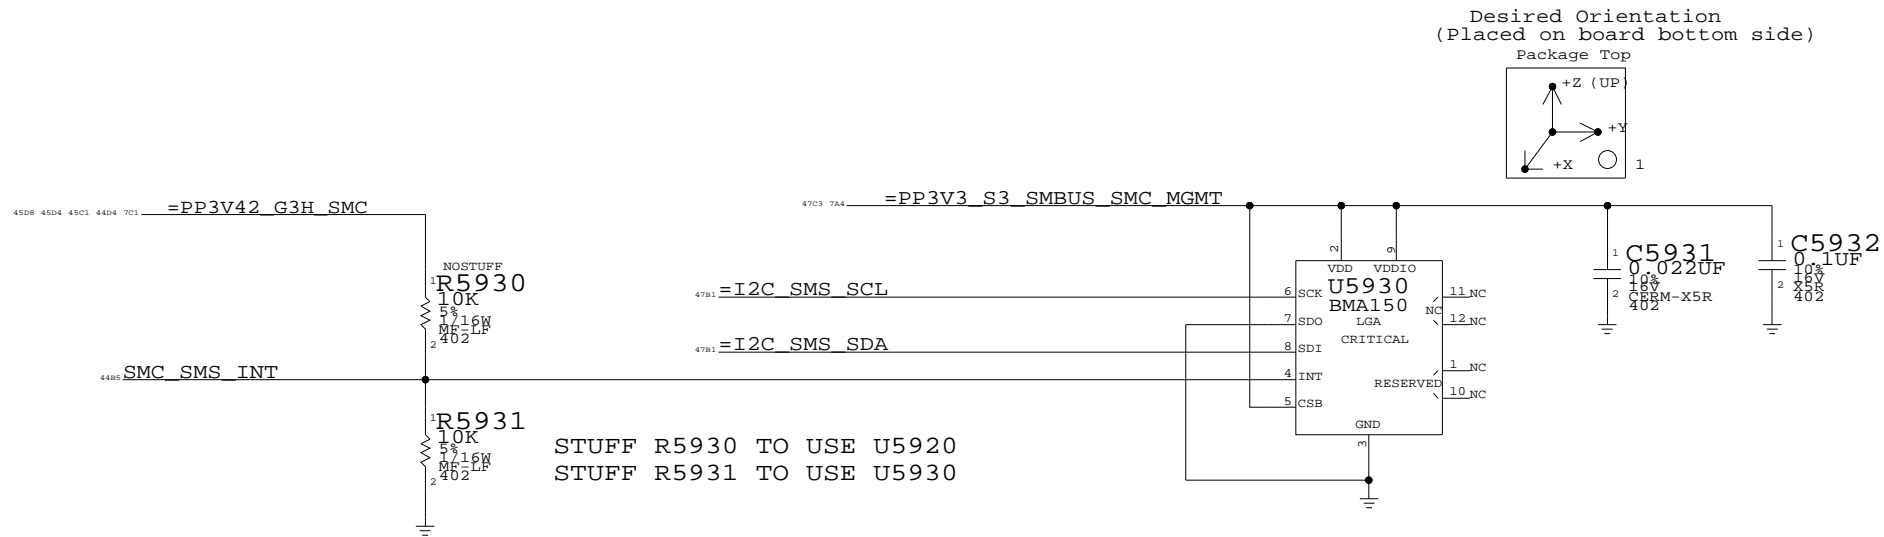 Desired Orientation
(Placed on board bottom side)
Package Top
+Z (UP)
+Y
+X
1
45D8 45D4 45C1 44D4 7C1
=PP3V42_G3H_SMC
47C3 7A4
=PP3V3_S3_SMBUS_SMC_MGMT
NOSTUFF
1
R5930
10K
5%
1/16W
MF-LF
402
2
44B5
SMC_SMS_INT
1
R5931
10K
5%
1/16W
MF-LF
402
2
STUFF R5930 TO USE U5920
STUFF R5931 TO USE U5930
47B1
=I2C_SMS_SCL
47B1
=I2C_SMS_SDA
2
9
VDD
VDDIO
U5930
BMA150
LGA
CRITICAL
6 SCK
7 SDO
8 SDI
4 INT
5 CSB
NC
11 NC
12 NC
RESERVED
1 NC
10 NC
GND
3
1
C5931
0.022UF
10%
16V
2
CERM-X5R
402
1
C5932
0.1UF
10%
16V
2
X5R
402